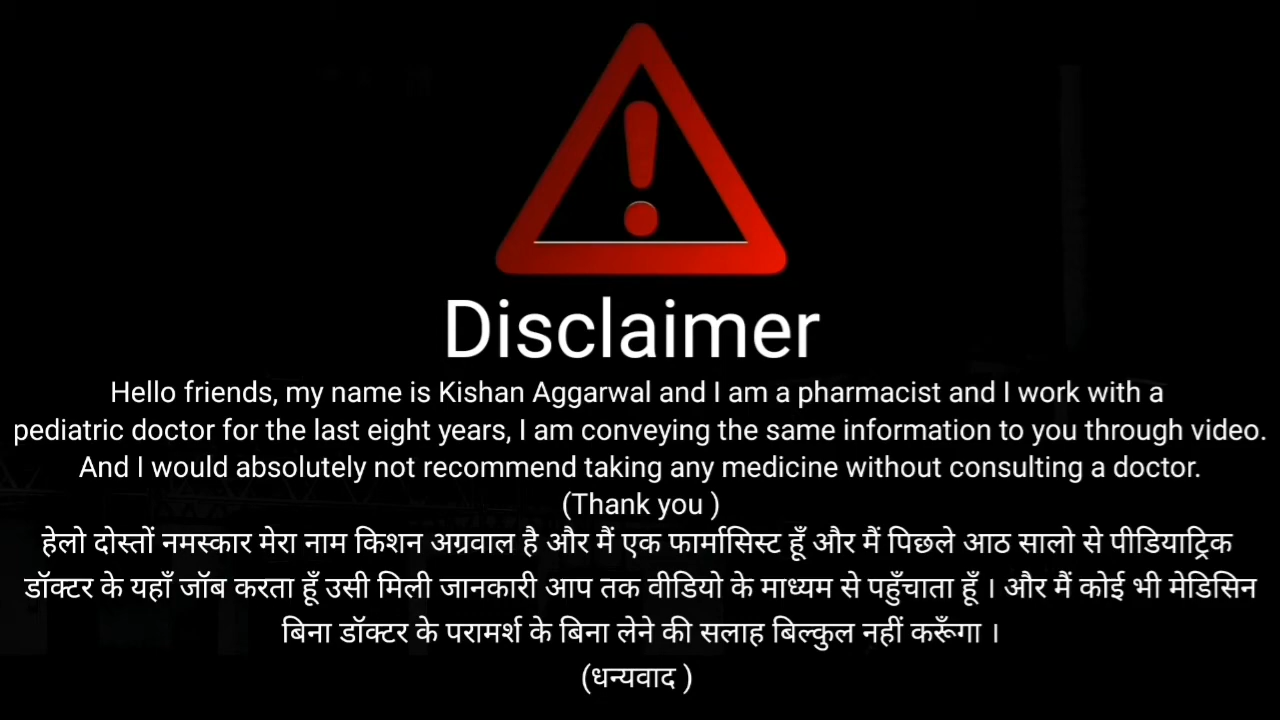 Disclaimer
Hello friends, my name is Kishan Aggarwal and I am a pharmacist and I work with a
pediatric doctor for the last eight years, I am conveying the same information to you through video.
And I would absolutely not recommend taking any medicine without consulting a doctor.
(Thank you )
हेलो दोस्तों नमस्कार मेरा नाम किशन अग्रवाल है और मैं एक फार्मासिस्ट हूँ और मैं पिछले आठ सालो से पीडियाट्रिक
डॉक्टर के यहाँ जॉब करता हूँ उसी मिली जानकारी आप तक वीडियो के माध्यम से पहुँचाता हूँ । और मैं कोई भी मेडिसिन
बिना डॉक्टर के परामर्श के बिना लेने की सलाह बिल्कुल नहीं करूँगा ।
(धन्यवाद )